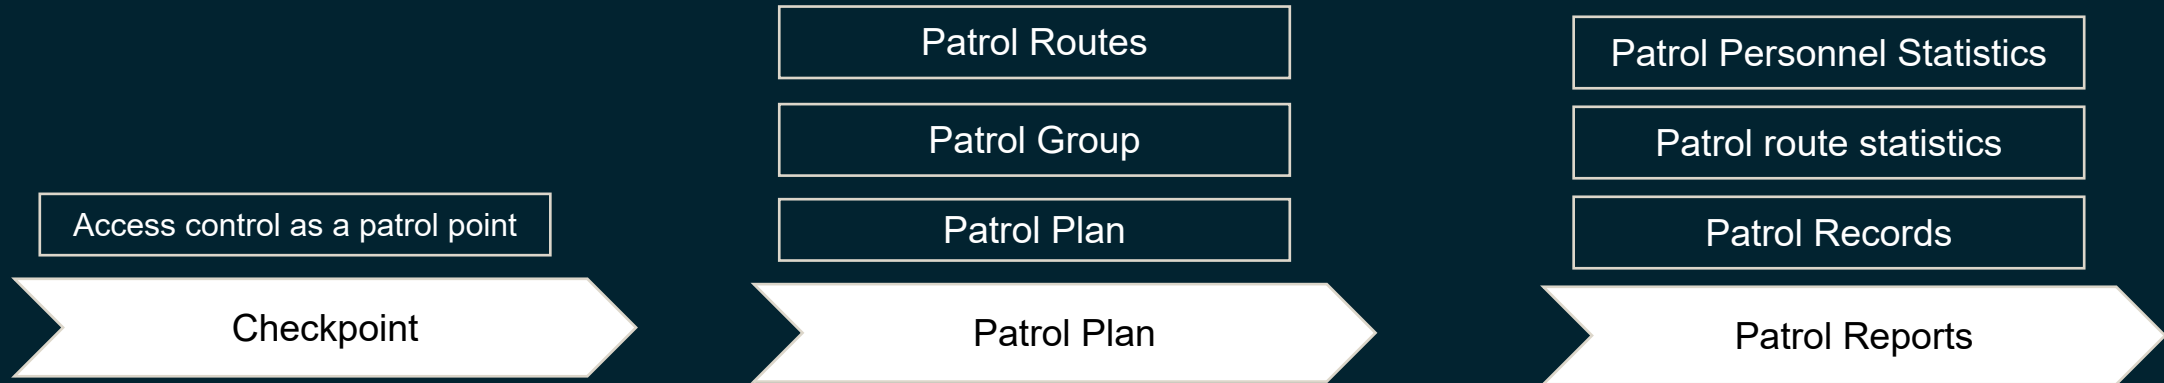 Access control as a patrol point
Checkpoint
Patrol Routes
Patrol Group
Patrol Plan
Patrol Plan
Patrol Personnel Statistics
Patrol route statistics
Patrol Records
Patrol Reports